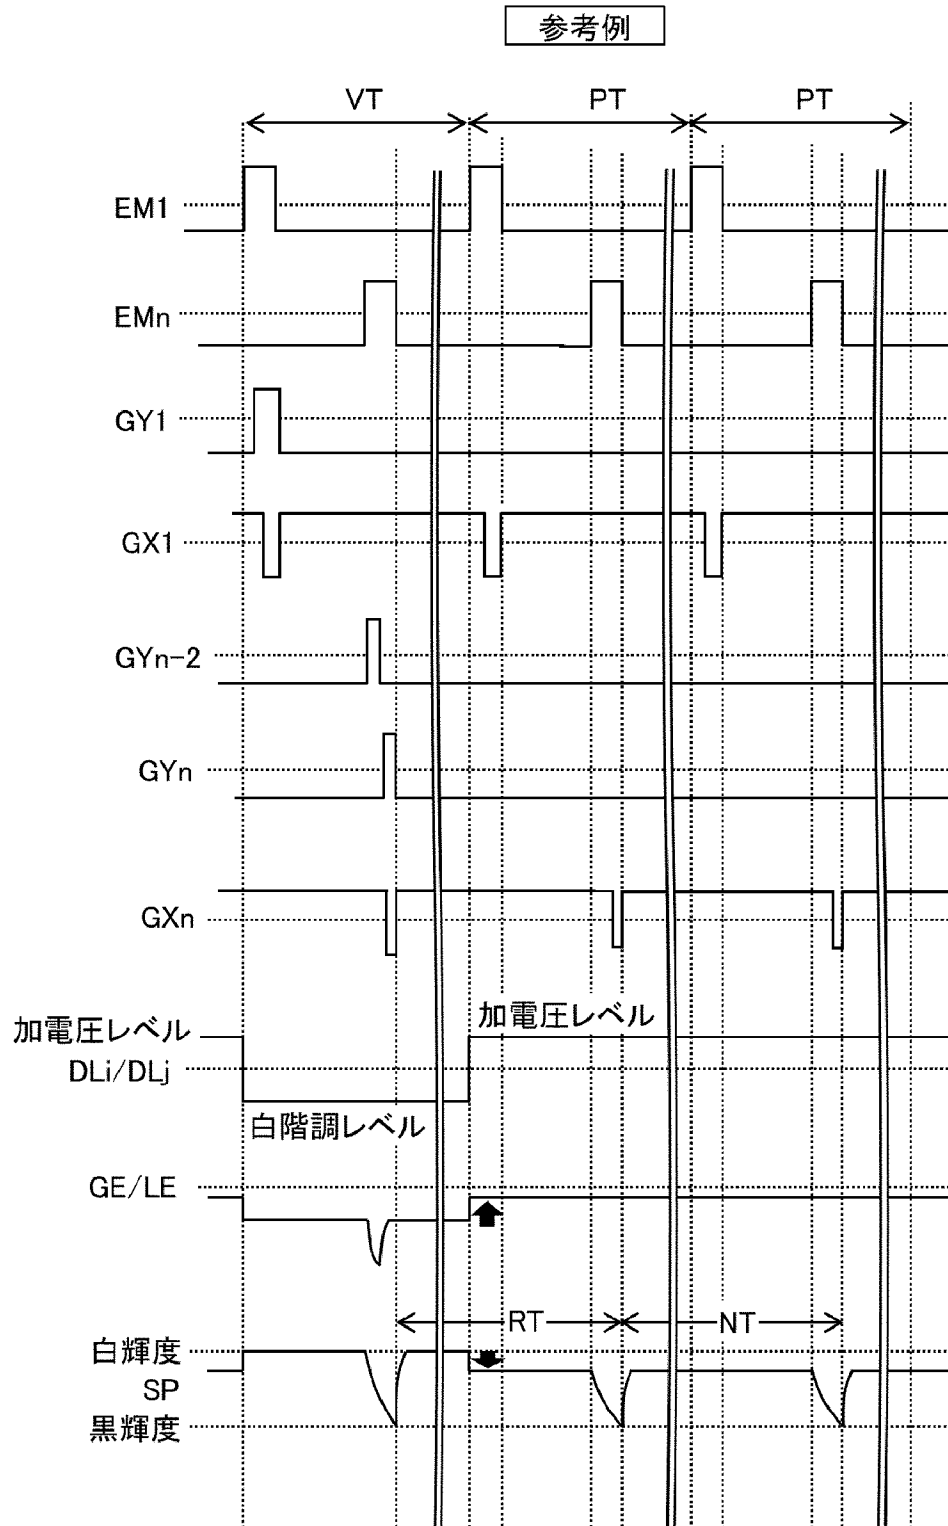 参考例
VT PT PT
EM1
EMn
GY1
GX1
GYn-2
GYn
GXn
加電圧レベル
加電圧レベル
DLi/DLj
白階調レベル
GE/LE
RT NT
白輝度
SP
黒輝度